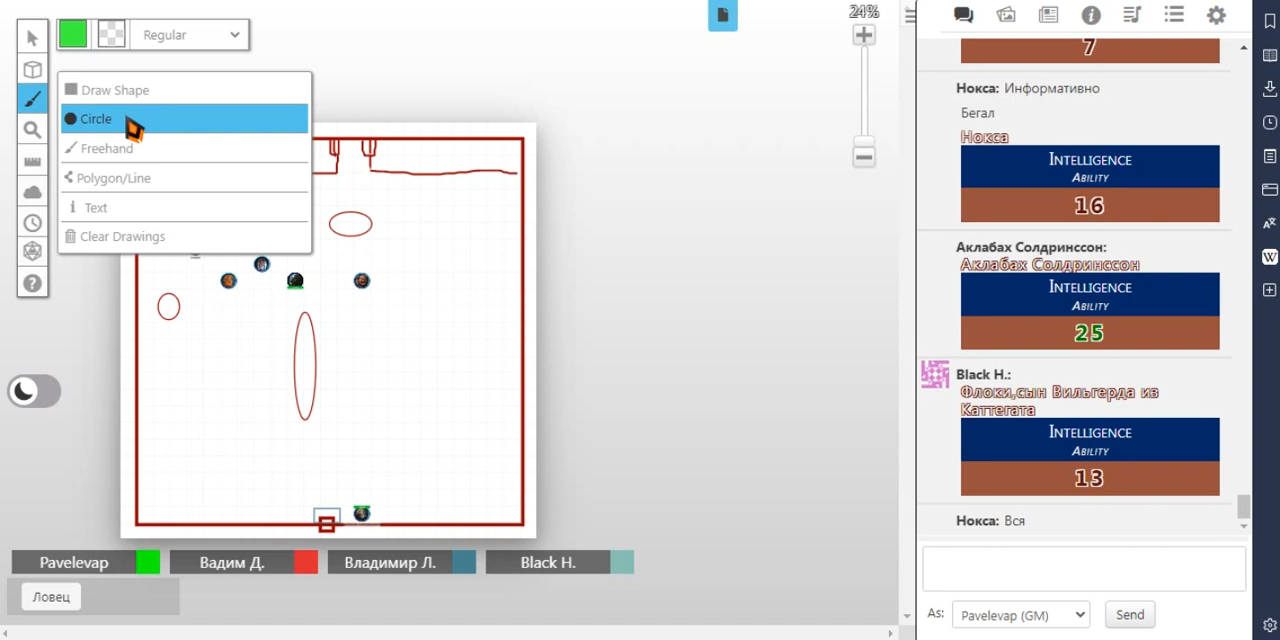 Regular
24%
Draw Shape
Circle
Freehand
Polygon/Line
Text
Clear Drawings
Pavelevap
Вадим Д.
Владимир Л.
Black H.
Ловец
7
Нокса: Информативно
Бегал
Нокса
Intelligence
Ability
16
Аклабах Солдринссон:
Аклабах Солдринссон
Intelligence
Ability
25
Black H.:
Флоки,сын Вильгерда из
Каттегата
Intelligence
Ability
13
Нокса: Вся
As:
Pavelevap (GM)
Send